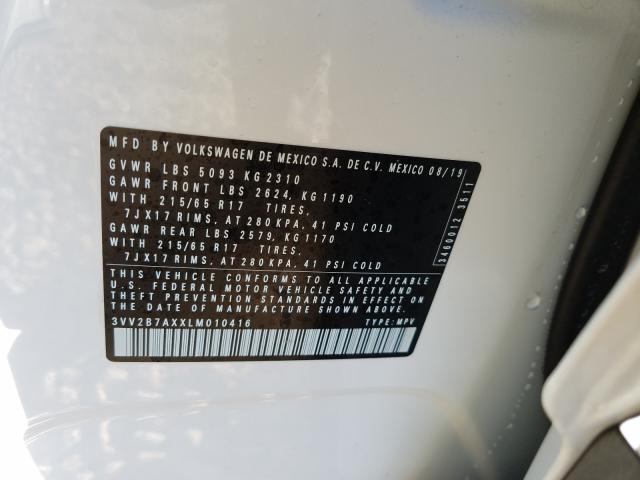 MFD BY VOLKSWAGEN DE MEXICO S.A. DE C.V. MEXICO 08/19
GVWR LBS 5093 KG 2310
GAWR FRONT LBS 2624, KG 1190
WITH 215/65 R17 TIRES,
7JX17 RIMS, AT 280 KPA, 41 PSI COLD
GAWR REAR LBS 2579, KG 1170
WITH 215/65 R17 TIRES,
7JX17 RIMS, AT 280 KPA, 41 PSI COLD
THIS VEHICLE CONFORMS TO ALL APPLICABLE
U.S. FEDERAL MOTOR VEHICLE SAFETY AND
THEFT PREVENTION STANDARDS IN EFFECT ON
THE DATE OF MANUFACTURE SHOWN ABOVE.
3VV2B7AXXLM010416 TYPE: MPV
3460012 3511